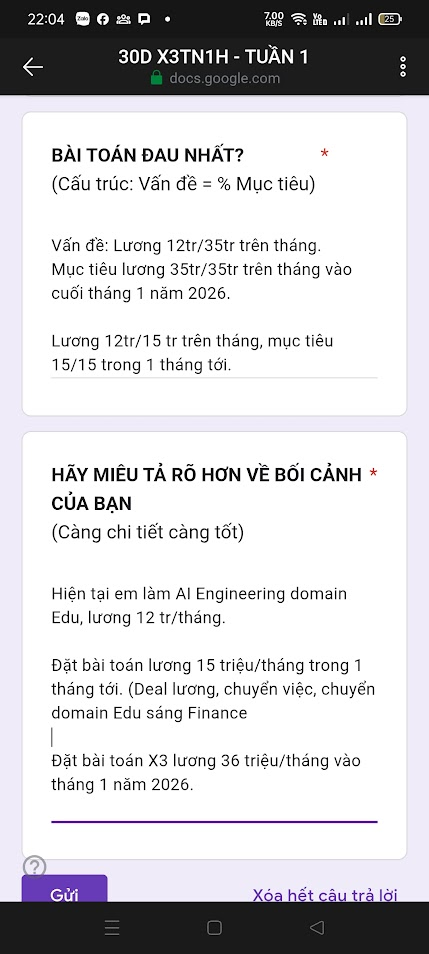 22:04 Zalo 7.00 KB/S Vo LTE 25
30D X3TN1H - TUẦN 1
docs.google.com
BÀI TOÁN ĐAU NHẤT? *
(Cấu trúc: Vấn đề = % Mục tiêu)
Vấn đề: Lương 12tr/35tr trên tháng.
Mục tiêu lương 35tr/35tr trên tháng vào
cuối tháng 1 năm 2026.
Lương 12tr/15 tr trên tháng, mục tiêu
15/15 trong 1 tháng tới.
HÃY MIÊU TẢ RÕ HƠN VỀ BỐI CẢNH *
CỦA BẠN
(Càng chi tiết càng tốt)
Hiện tại em làm AI Engineering domain
Edu, lương 12 tr/tháng.
Đặt bài toán lương 15 triệu/tháng trong 1
tháng tới. (Deal lương, chuyển việc, chuyển
domain Edu sáng Finance
Đặt bài toán X3 lương 36 triệu/tháng vào
tháng 1 năm 2026.
?
Gửi Xóa hết câu trả lời